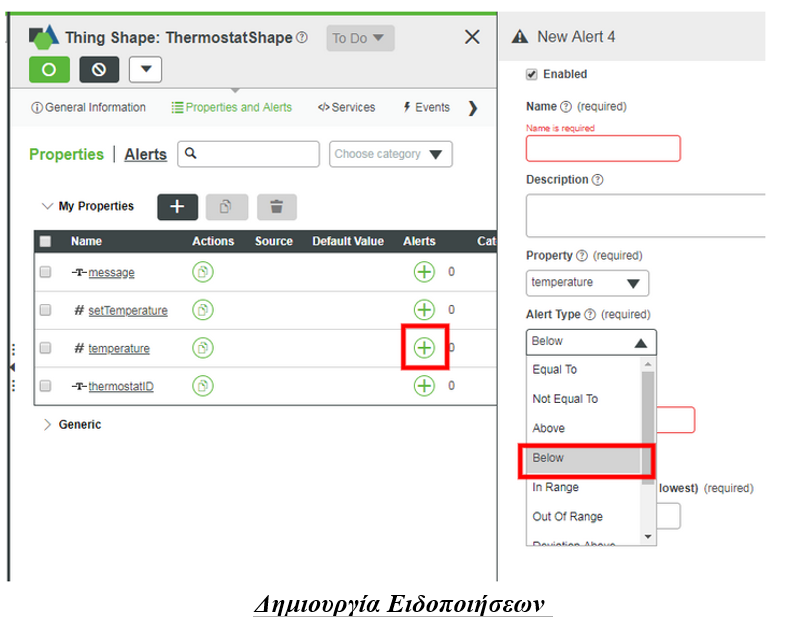 Thing Shape: ThermostatShape
To Do
General Information
Properties and Alerts
Services
Events
Properties | Alerts
Choose category
My Properties
Name Actions Source Default Value Alerts Cat
message 0
# setTemperature 0
# temperature 0
thermostatID 0
Generic
New Alert 4
Enabled
Name (required)
Name is required
Description
Property (required)
temperature
Alert Type (required)
Below
Equal To
Not Equal To
Above
Below
In Range
lowest) (required)
Out Of Range
Deviation Above
Δημιουργία Ειδοποιήσεων